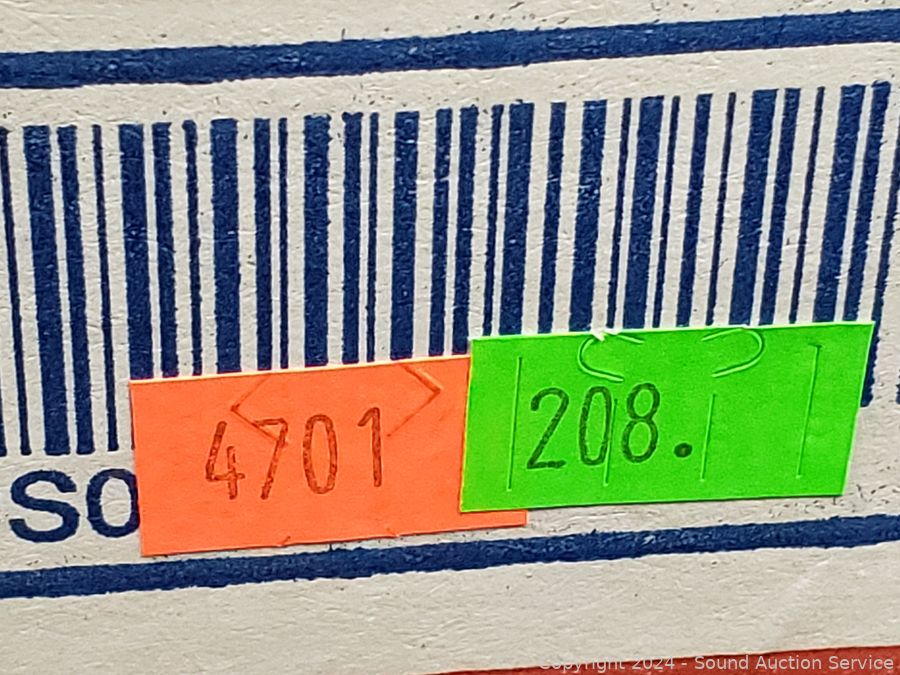 SO
4701
208.
Copyright 2024 - Sound Auction Service